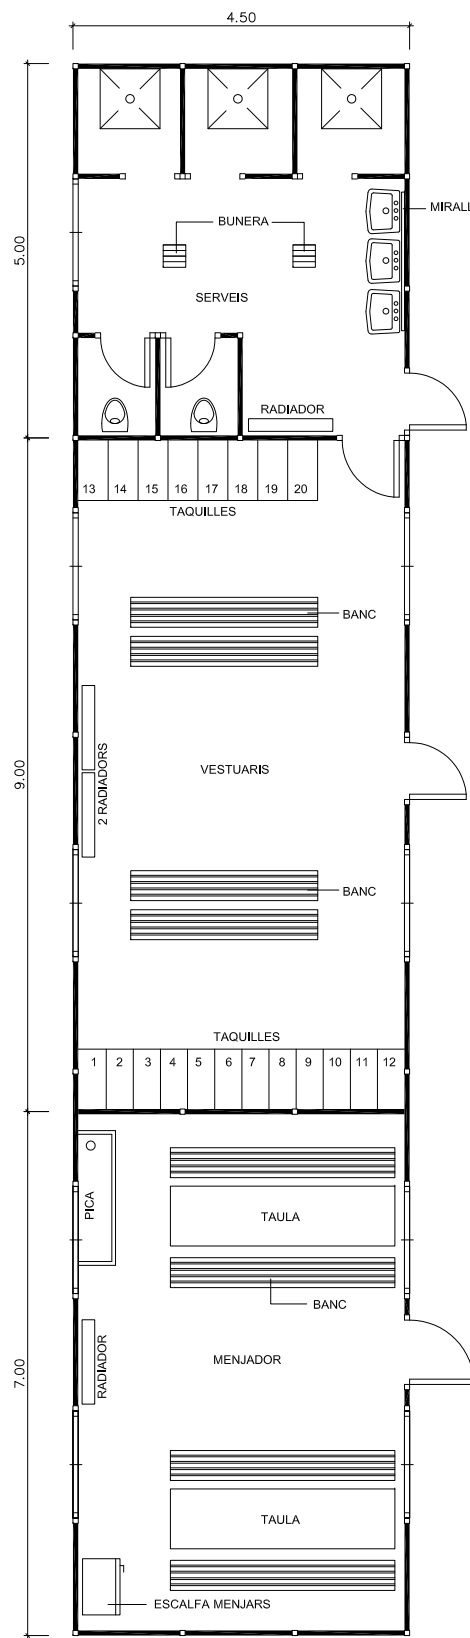 4.50
MIRALL
BUNERA
5.00
SERVEIS
RADIADOR
13 14 15 16 17 18 19 20
TAQUILLES
BANC
2 RADIADORS
VESTUARIS
9.00
BANC
TAQUILLES
1 2 3 4 5 6 7 8 9 10 11 12
PICA
TAULA
BANC
RADIADOR
MENJADOR
7.00
TAULA
ESCALFA MENJARS